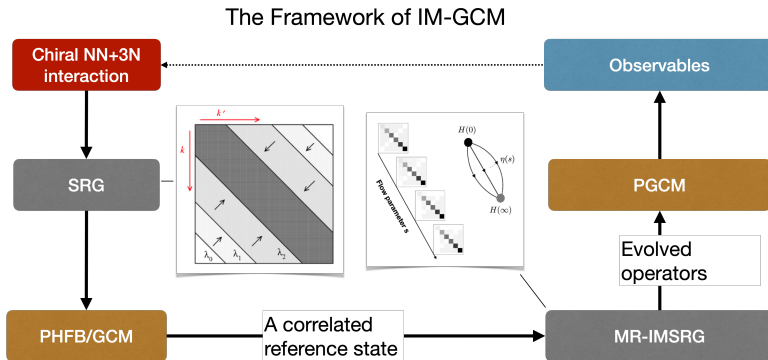 The Framework of IM-GCM
Chiral NN+3N
interaction
Observables
k'
k
λ₀
λ₁
λ₂
H(0)
η(s)
H(∞)
Flow parameter s
SRG
PGCM
Evolved
operators
PHFB/GCM
A correlated
reference state
MR-IMSRG